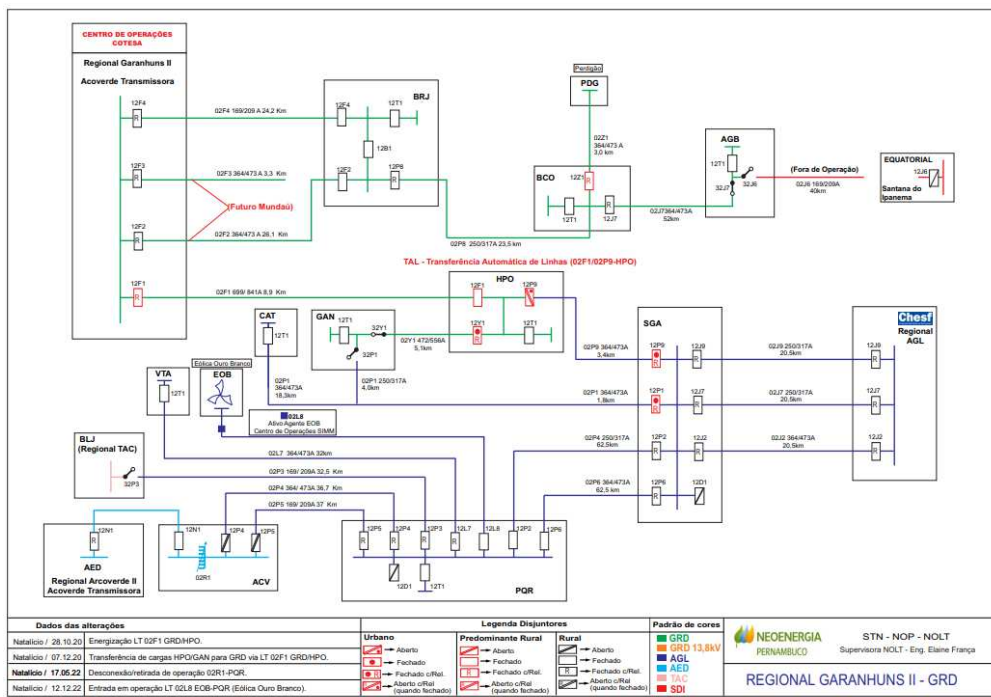 CENTRO DE OPERAÇÕES
COTESA
Regional Garanhuns II
Acoverde Transmissora
12F4
R
02F4 169/209 A 24,2 Km
12F3
R
02F3 364/473 A 3,3 Km
(Futuro Mundaú)
12F2
R
02F2 364/473 A 26,1 Km
12F1
R
02F1 699/ 841A 8,9 Km
BRJ
12F4
12T1
12B1
12F2
12P8
R
02P8 250/317A 23,5 km
Perdigão
PDG
02Z1
364/473 A
3,0 km
BCO
12Z1
R
12T1
12J7
R
02J7364/473A
52km
AGB
12T1
32J6
32J7
(Fora de Operação)
02J6 169/209A
40km
EQUATORIAL
12J6
Santana do
Ipanema
TAL - Transferência Automática de Linhas (02F1/02P9-HPO)
HPO
12F1
12P9
12Y1
R
12T1
CAT
12T1
GAN
12T1
32Y1
32P1
02Y1 472/556A
5,1km
02P1
364/473A
18,3km
02P1 250/317A
4,0km
SGA
02P9 364/473A
3,4km
12P9
R
12J9
R
02J9 250/317A
20,5km
02P1 364/473A
1,8km
12P1
R
12J7
R
02J7 250/317A
20,5km
02P4 250/317A
62,5km
12P2
R
12J2
R
02J2 364/473A
20,5km
02P6 364/473A
62,5 km
12P6
R
12D1
Chesf
Regional
AGL
12J9
R
12J7
R
12J2
R
VTA
12T1
Eólica Ouro Branco
EOB
02L8
Ativo Agente EOB
Centro de Operações SIMM
BLJ
(Regional TAC)
32P3
02L7 364/473A 32km
02P3 169/ 209A 32,5 Km
02P4 364/ 473A 36,7 Km
02P5 169/ 209A 37 Km
12N1
R
AED
Regional Arcoverde II
Acoverde Transmissora
12N1
12P4
12P5
02R1
ACV
12P5
R
12P4
R
12P3
R
12L7
R
12L8
12P2
R
12P6
R
12D1
12T1
PQR
Dados das alterações
Natalício / 28.10.20 Energização LT 02F1 GRD/HPO.
Natalício / 07.12.20 Transferência de cargas HPO/GAN para GRD via LT 02F1 GRD/HPO.
Natalício / 17.05.22 Desconexão/retirada de operação 02R1-PQR.
Natalício / 12.12.22 Entrada em operação LT 02L8 EOB-PQR (Eólica Ouro Branco).
Legenda Disjuntores
Urbano
Aberto
Fechado
R Fechado c/Rel.
Aberto c/Rel
(quando fechado)
Predominante Rural
Aberto
Fechado
R Fechado c/Rel.
Aberto c/Rel
(quando fechado)
Rural
Aberto
Fechado
R Fechado c/Rel.
Aberto c/Rel
(quando fechado)
Padrão de cores
GRD
GRD 13,8kV
AGL
AED
TAC
SDI
NEOENERGIA
PERNAMBUCO
STN - NOP - NOLT
Supervisora NOLT - Eng. Elaine França
REGIONAL GARANHUNS II - GRD